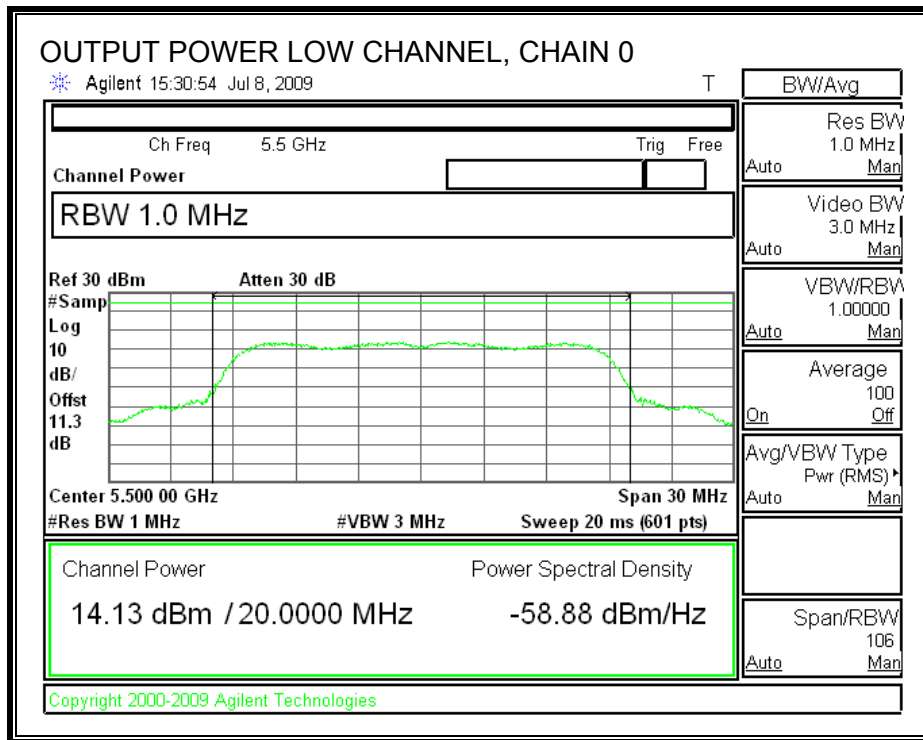 OUTPUT POWER LOW CHANNEL, CHAIN 0
Agilent 15:30:54 Jul 8, 2009 T
Ch Freq 5.5 GHz Trig Free
Channel Power
RBW 1.0 MHz
Ref 30 dBm Atten 30 dB
#Samp
Log
10
dB/
Offst
11.3
dB
Center 5.500 00 GHz Span 30 MHz
#Res BW 1 MHz #VBW 3 MHz Sweep 20 ms (601 pts)
Channel Power Power Spectral Density
14.13 dBm / 20.0000 MHz -58.88 dBm/Hz
Copyright 2000-2009 Agilent Technologies
BW/Avg
Res BW
1.0 MHz
Auto Man
Video BW
3.0 MHz
Auto Man
VBW/RBW
1.00000
Auto Man
Average
100
On Off
Avg/VBW Type
Pwr (RMS)
Auto Man
Span/RBW
106
Auto Man